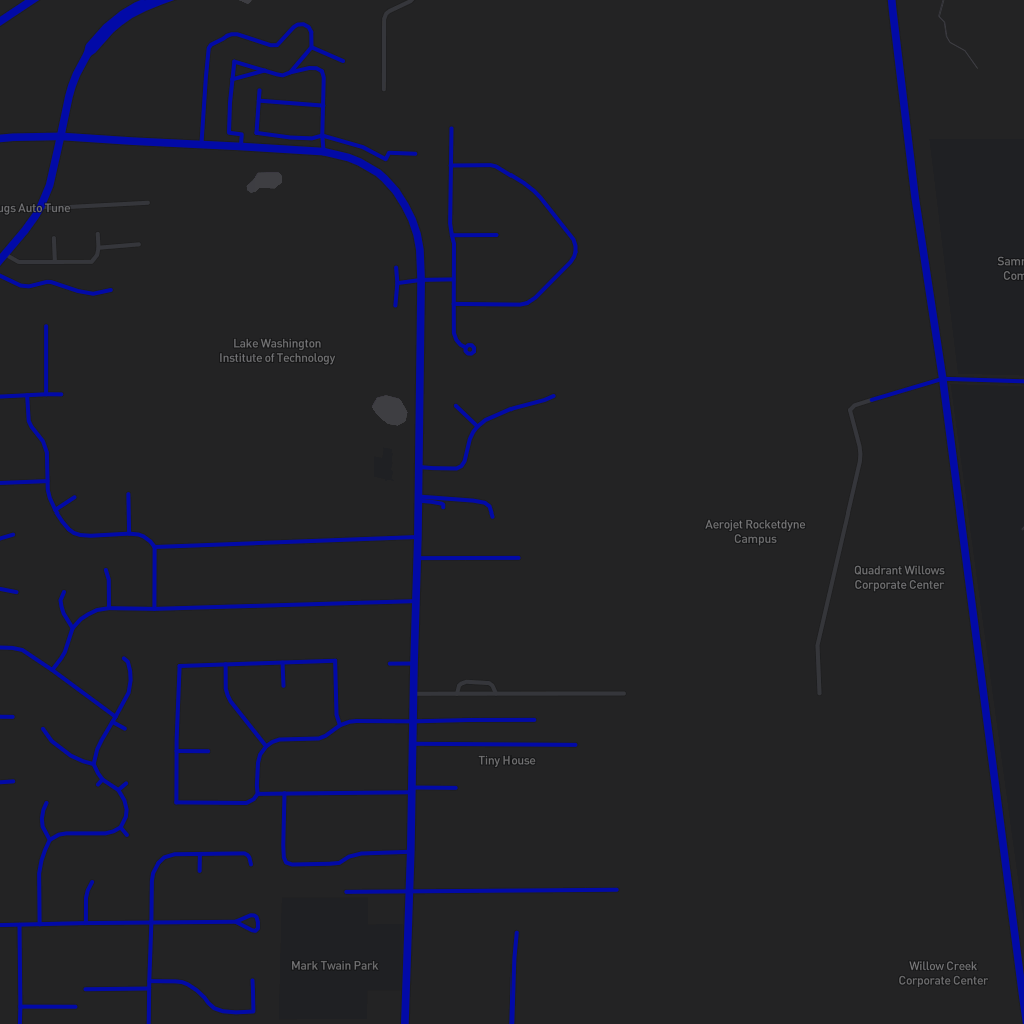 ugs Auto Tune
Lake Washington
Institute of Technology
Aerojet Rocketdyne
Campus
Quadrant Willows
Corporate Center
Tiny House
Mark Twain Park
Willow Creek
Corporate Center